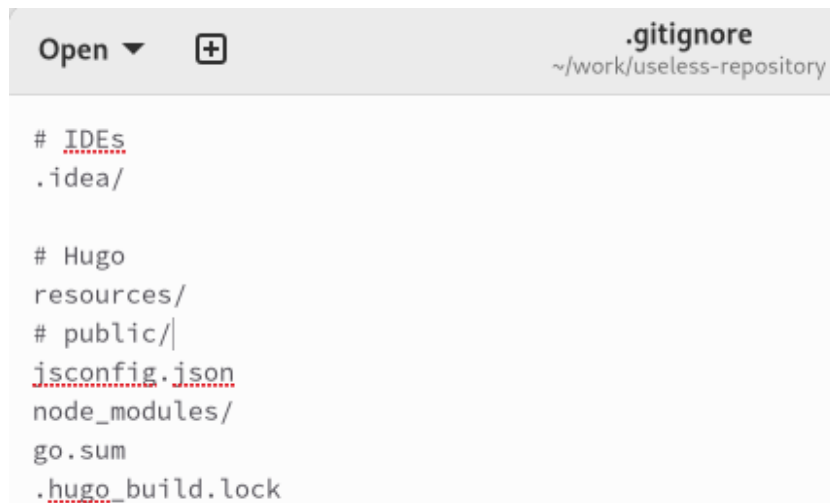 Open
.gitignore
~/work/useless-repository
# IDEs
.idea/
# Hugo
resources/
# public/
jsconfig.json
node_modules/
go.sum
.hugo_build.lock